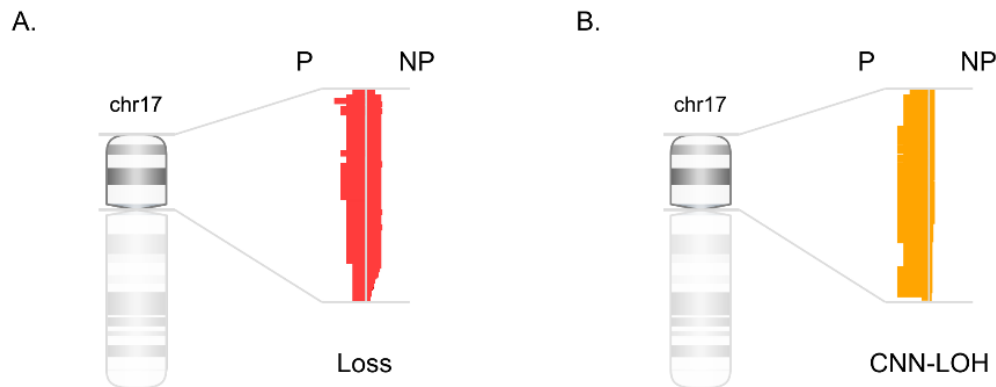 A.
P NP
chr17
Loss
B.
P NP
chr17
CNN-LOH